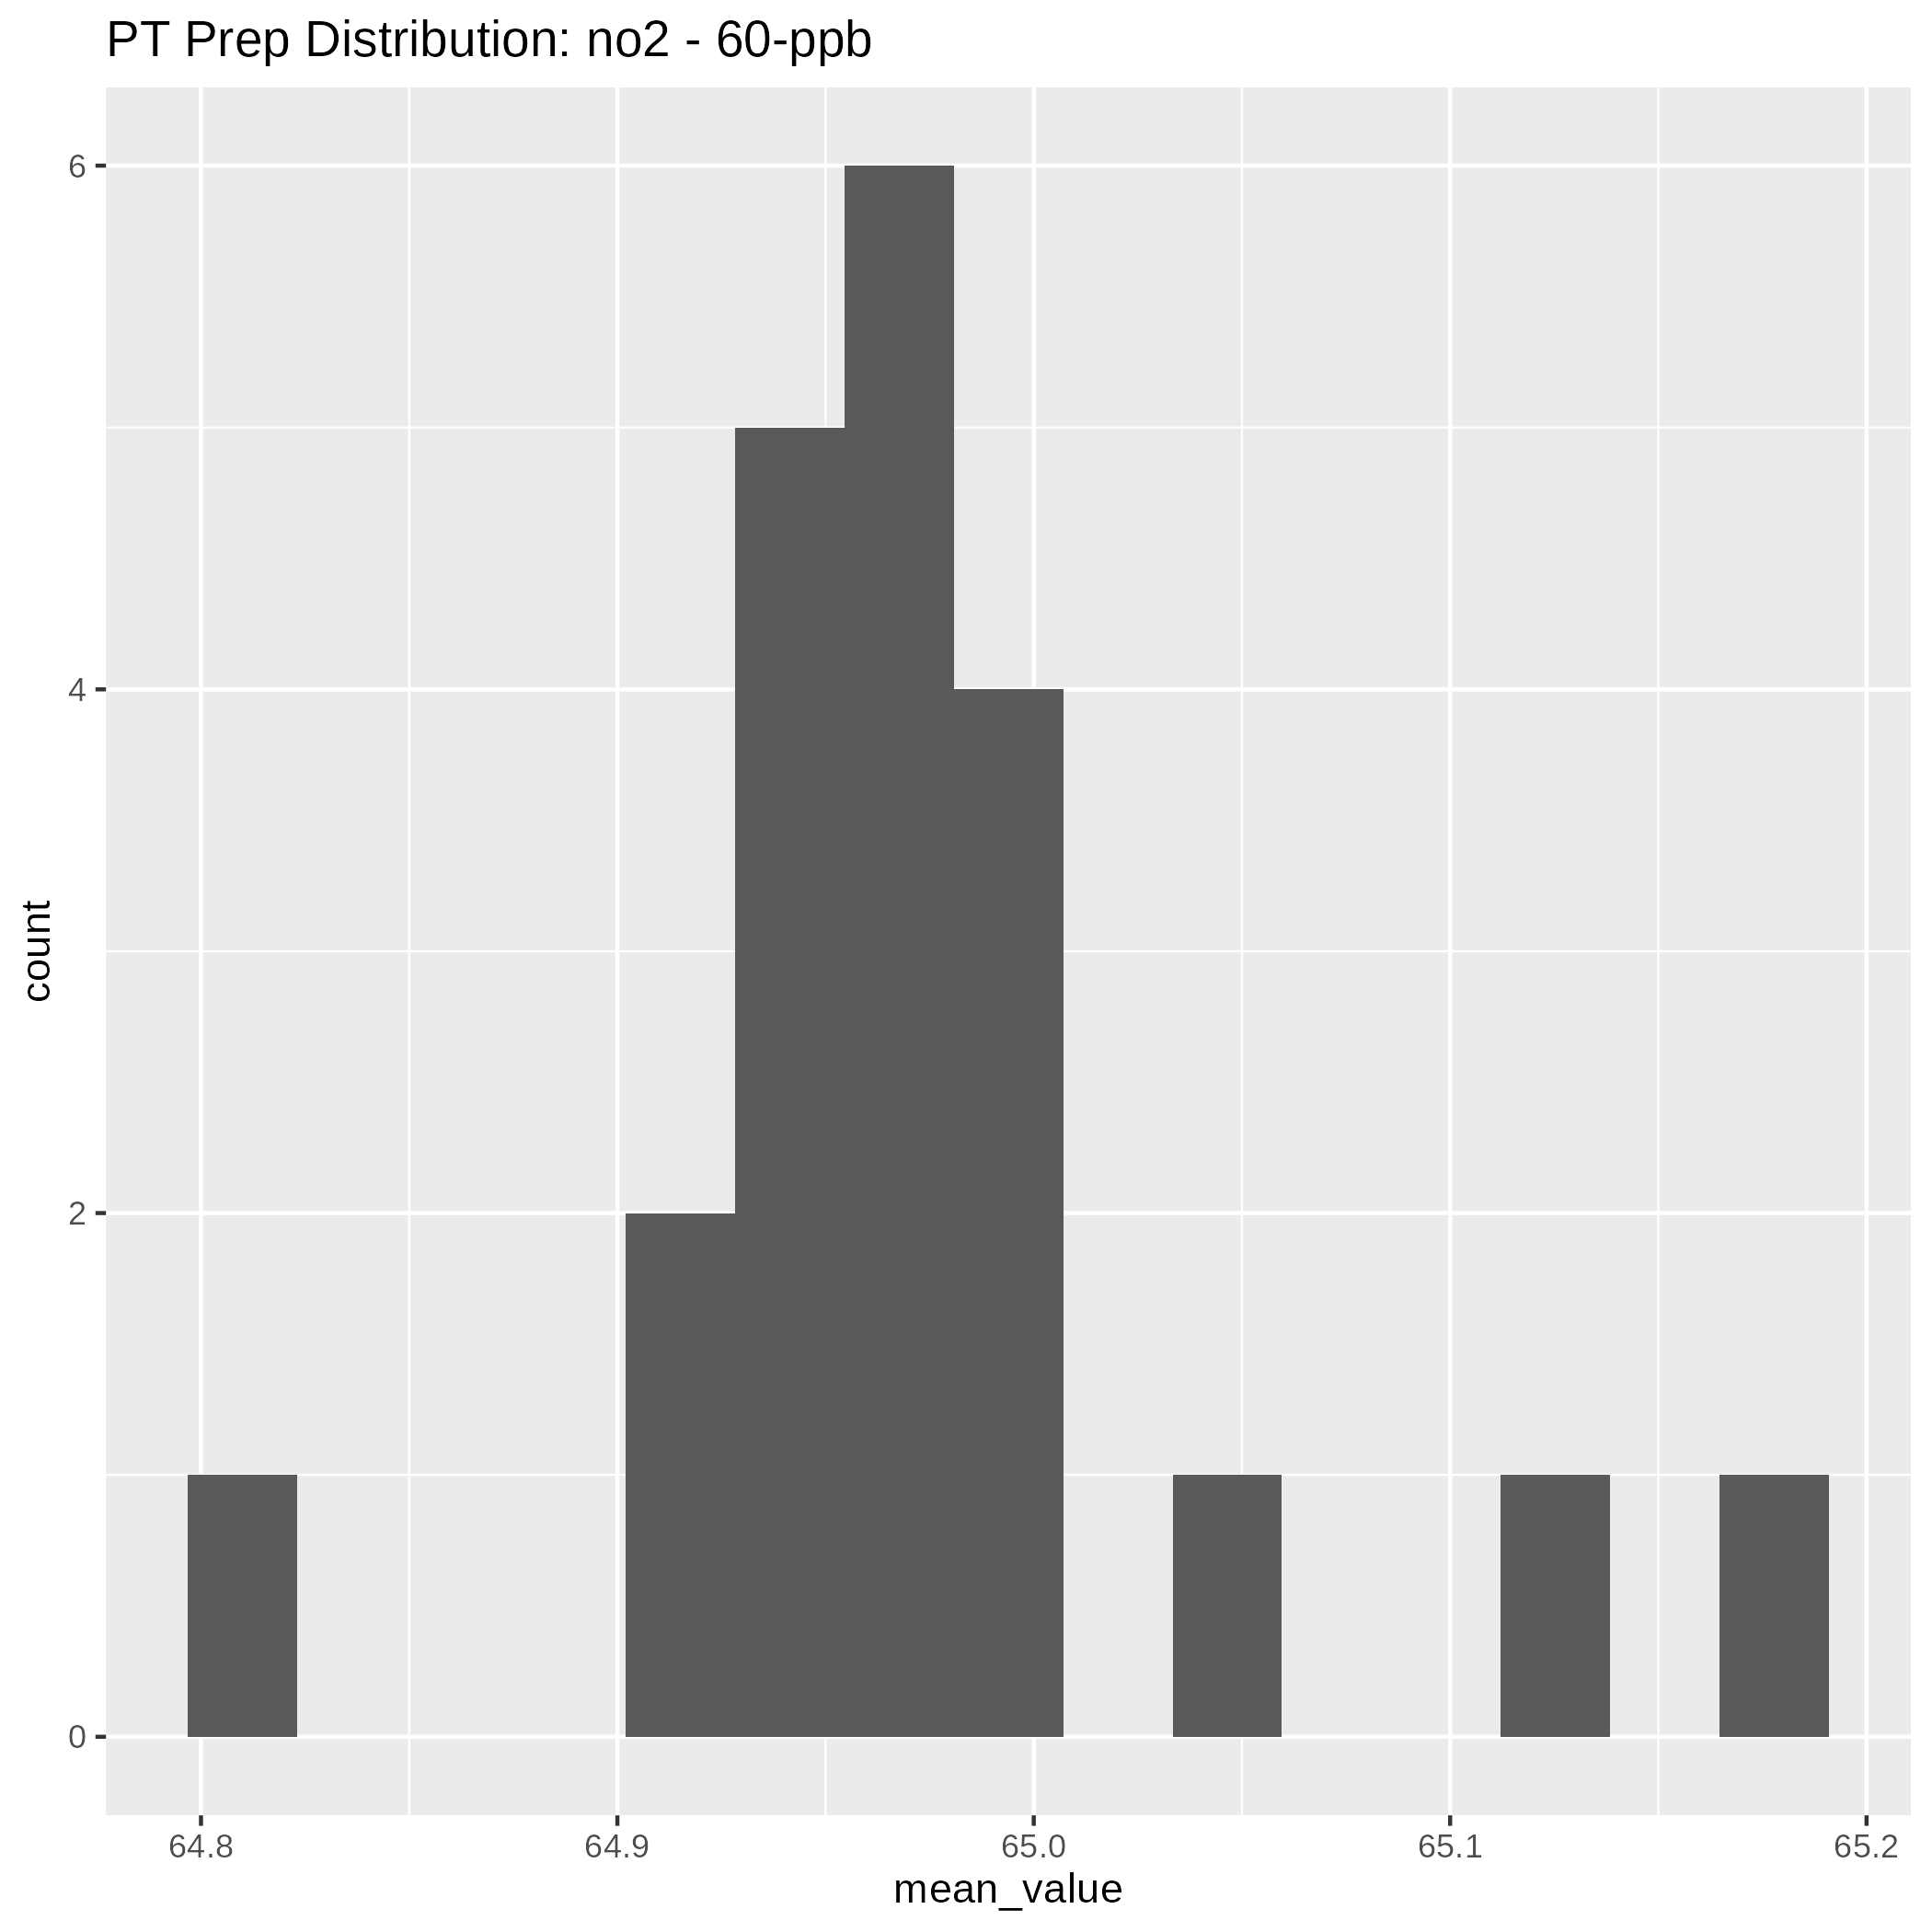 PT Prep Distribution: no2 - 60-ppb
6
4
2
0
count
64.8 64.9 65.0 65.1 65.2
mean_value